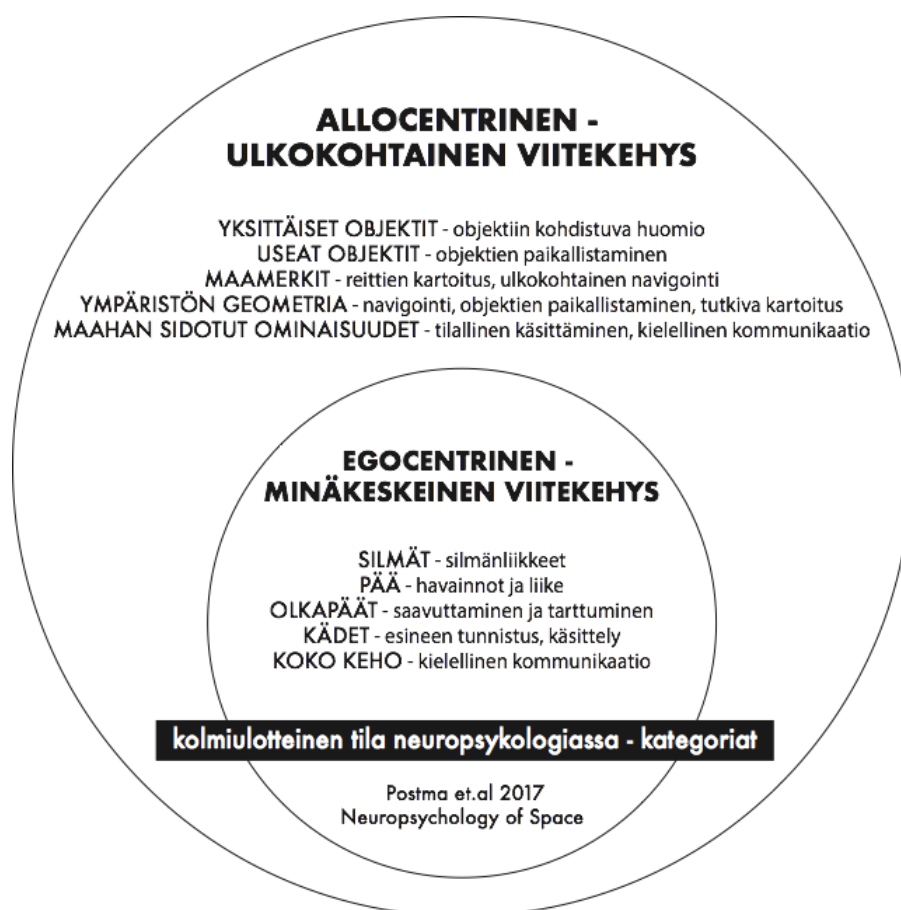 ALLOCENTRINEN -
ULKOKOHTAINEN VIITEKEHYS
YKSITTÄISET OBJEKTIT - objektiin kohdistuva huomio
USEAT OBJEKTIT - objektien paikallistaminen
MAAMERKIT - reittien kartoitus, ulkokohtainen navigointi
YMPÄRISTÖN GEOMETRIA - navigointi, objektien paikallistaminen, tutkiva kartoitus
MAAHAN SIDOTUT OMINAISUUDET - tilallinen käsittäminen, kielellinen kommunikaatio
EGOCENTRINEN -
MINÄKESKEINEN VIITEKEHYS
SILMÄT - silmänliikkeet
PÄÄ - havainnot ja liike
OLKAPÄÄT - saavuttaminen ja tarttuminen
KÄDET - esineen tunnistus, käsittely
KOKO KEHO - kielellinen kommunikaatio
kolmiulotteinen tila neuropsykologiassa - kategoriat
Postma et.al 2017
Neuropsychology of Space